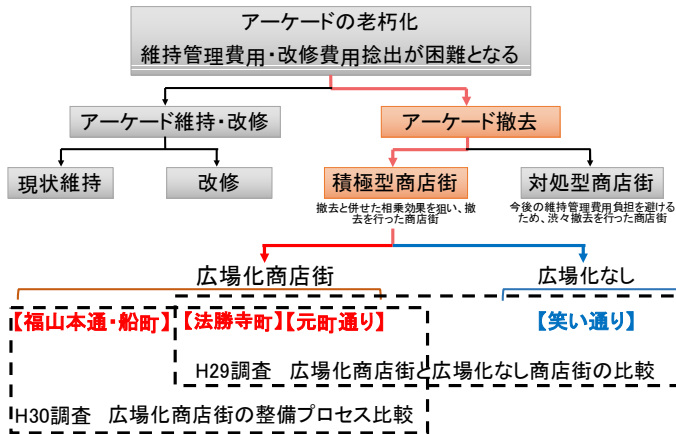 アーケードの老朽化
維持管理費用・改修費用捻出が困難となる
アーケード維持・改修
アーケード撤去
現状維持
改修
積極型商店街
対処型商店街
撤去と併せた相乗効果を狙い、撤
去を行った商店街
今後の維持管理費用負担を避ける
ため、渋々撤去を行った商店街
広場化商店街
広場化なし
【福山本通・船町】
【法勝寺町】【元町通り】
【笑い通り】
H29調査 広場化商店街と広場化なし商店街の比較
H30調査 広場化商店街の整備プロセス比較